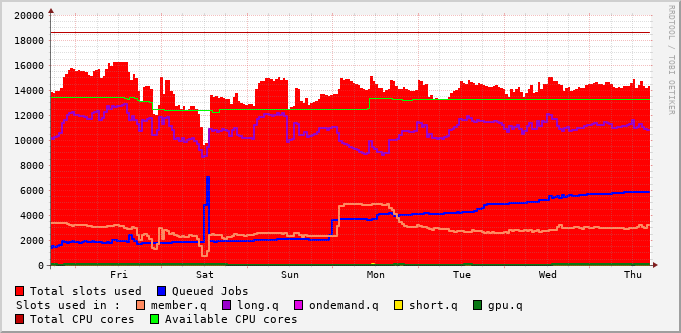 20000
18000
16000
14000
12000
10000
8000
6000
4000
2000
0
Fri Sat Sun Mon Tue Wed Thu
Total slots used Queued Jobs
Slots used in : member.q long.q ondemand.q short.q gpu.q
Total CPU cores Available CPU cores
RRDTOOL / TOBI OETIKER